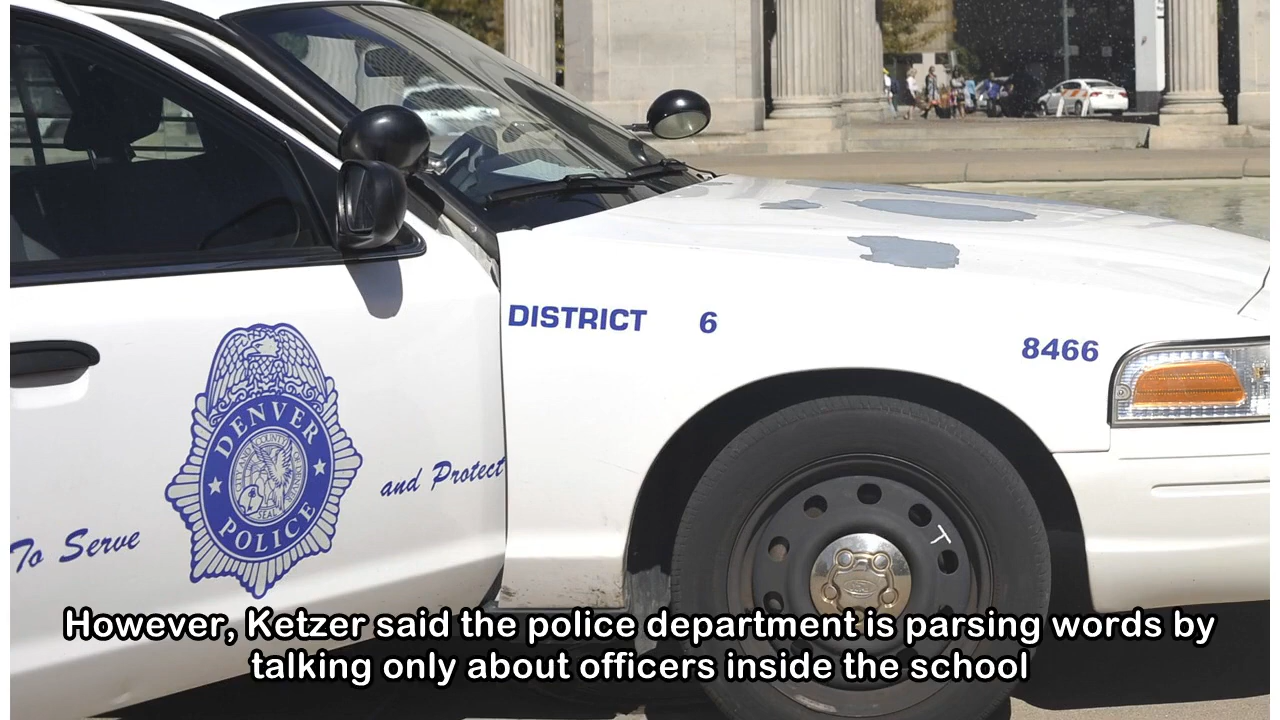 DISTRICT 6
8466
DENVER
POLICE
SEAL
To Serve
and Protect
T
However, Ketzer said the police department is parsing words by
talking only about officers inside the school